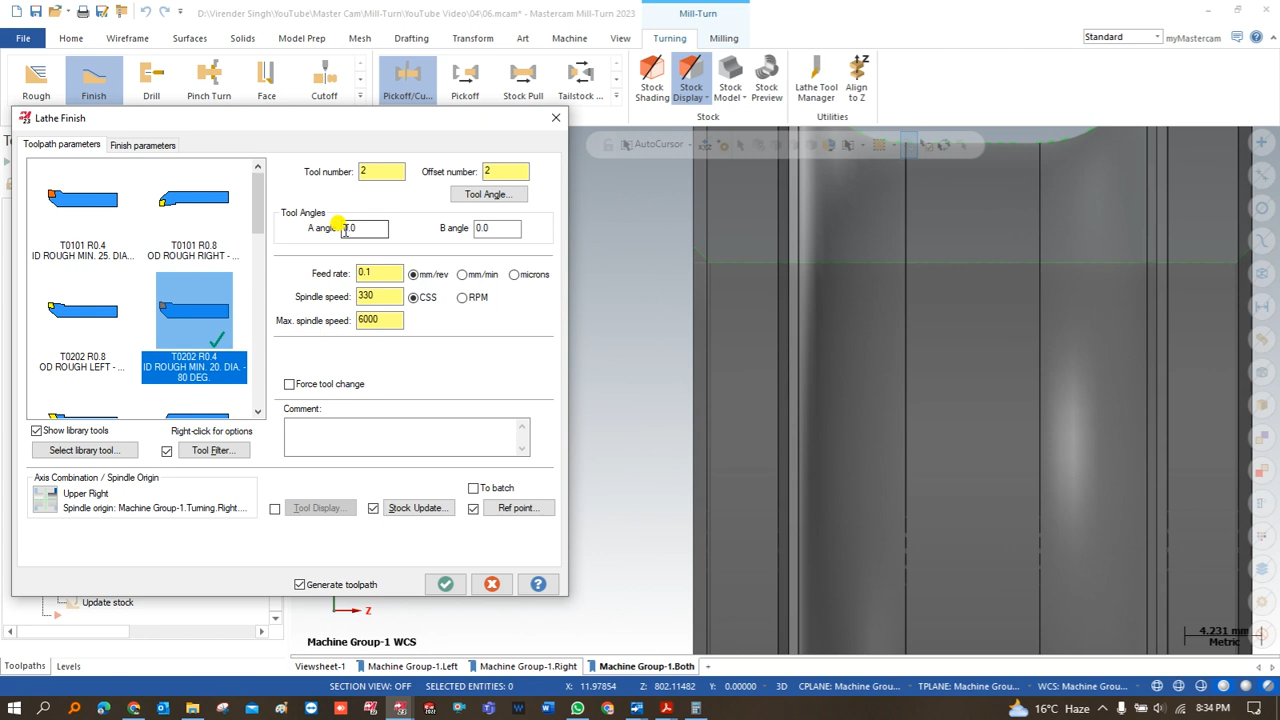 D:\Virender Singh\YouTube\Master Cam\Mill-Turn\YouTube Video\04\06.mcam* - Mastercam Mill-Turn 2023
Mill-Turn
File Home Wireframe Surfaces Solids Model Prep Mesh Drafting Transform Art Machine View Turning Milling
Standard
myMastercam
Rough Finish Drill Pinch Turn Face Cutoff
Pickoff/Cu... Pickoff Stock Pull Tailstock ...
Stock Shading
Stock Display
Stock Model
Stock Preview
Lathe Tool Manager
Align to Z
Stock
Utilities
Lathe Finish
AutoCursor
Toolpath parameters Finish parameters
Tool number: 2 Offset number: 2
Tool Angle...
Tool Angles
A angle .0 B angle 0.0
T0101 R0.4
ID ROUGH MIN. 25. DIA...
T0101 R0.8
OD ROUGH RIGHT - ...
Feed rate: 0.1 mm/rev mm/min microns
Spindle speed: 330 CSS RPM
Max. spindle speed: 6000
T0202 R0.8
OD ROUGH LEFT - ...
T0202 R0.4
ID ROUGH MIN. 20. DIA. -
80 DEG.
Force tool change
Comment:
Show library tools Right-click for options
Select library tool... Tool Filter...
Axis Combination / Spindle Origin
Upper Right
Spindle origin: Machine Group-1.Turning.Right....
To batch
Tool Display... Stock Update... Ref point...
Generate toolpath
Update stock
Z
4.231 mm
Metric
Machine Group-1 WCS
Toolpaths Levels
Viewsheet-1 Machine Group-1.Left Machine Group-1.Right Machine Group-1.Both +
SECTION VIEW: OFF SELECTED ENTITIES: 0 X: 11.97854 Z: 802.11482 Y: 0.00000 3D CPLANE: Machine Grou... TPLANE: Machine Grou... WCS: Machine Grou...
16°C Haze 8:34 PM